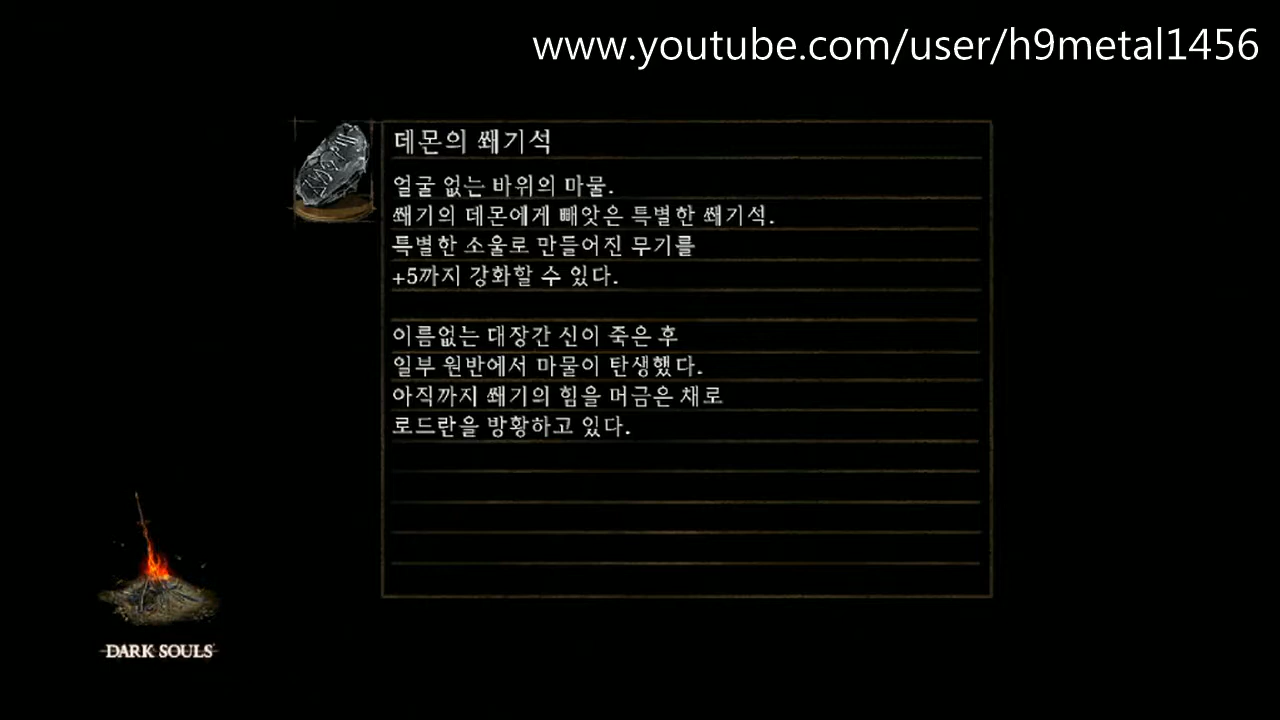 www.youtube.com/user/h9metal1456
데몬의 쐐기석
얼굴 없는 바위의 마물.
쐐기의 데몬에게 빼앗은 특별한 쐐기석.
특별한 소울로 만들어진 무기를
+5까지 강화할 수 있다.
이름없는 대장간 신이 죽은 후
일부 원반에서 마물이 탄생했다.
아직까지 쐐기의 힘을 머금은 채로
로드란을 방황하고 있다.
DARK SOULS